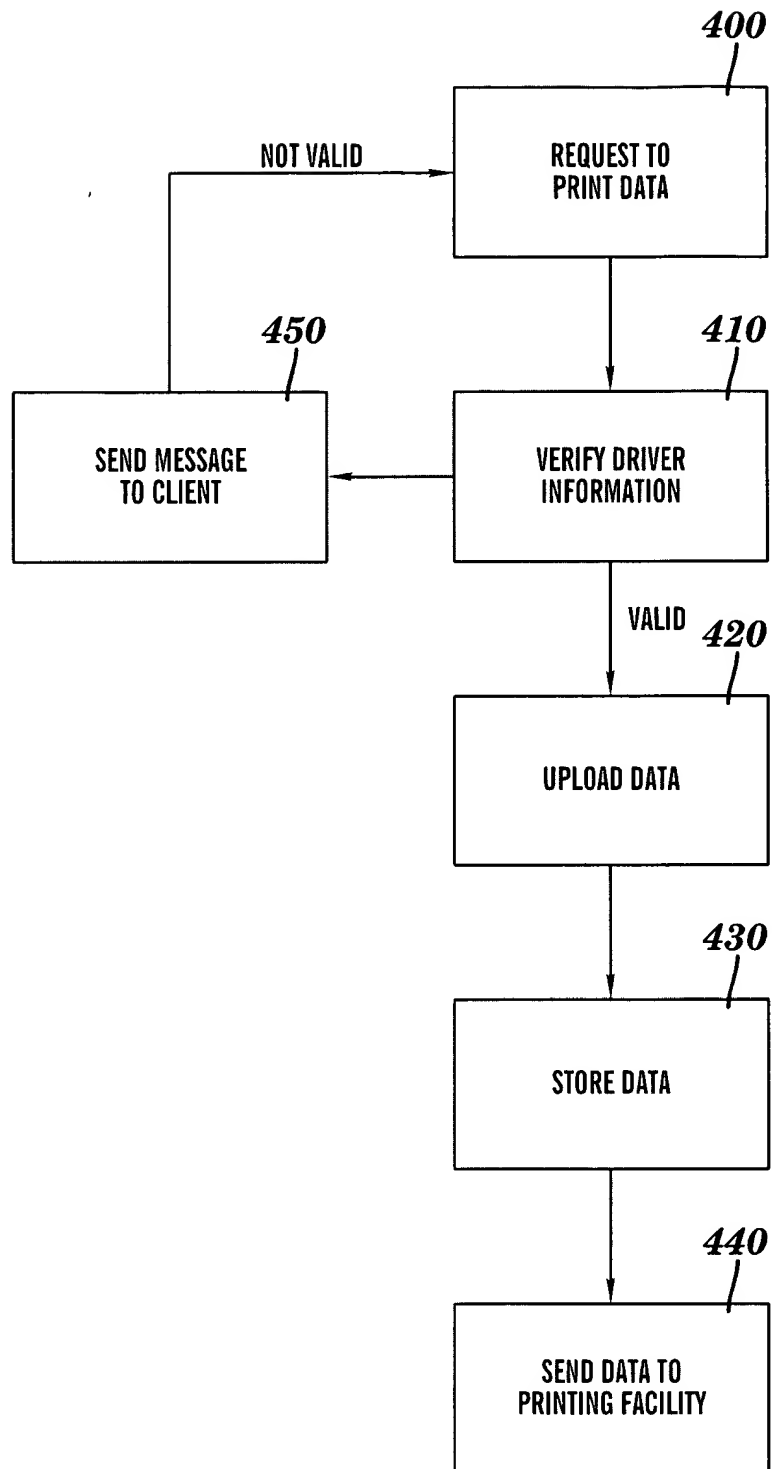 400
REQUEST TO
PRINT DATA
NOT VALID
450
SEND MESSAGE
TO CLIENT
410
VERIFY DRIVER
INFORMATION
VALID
420
UPLOAD DATA
430
STORE DATA
440
SEND DATA TO
PRINTING FACILITY